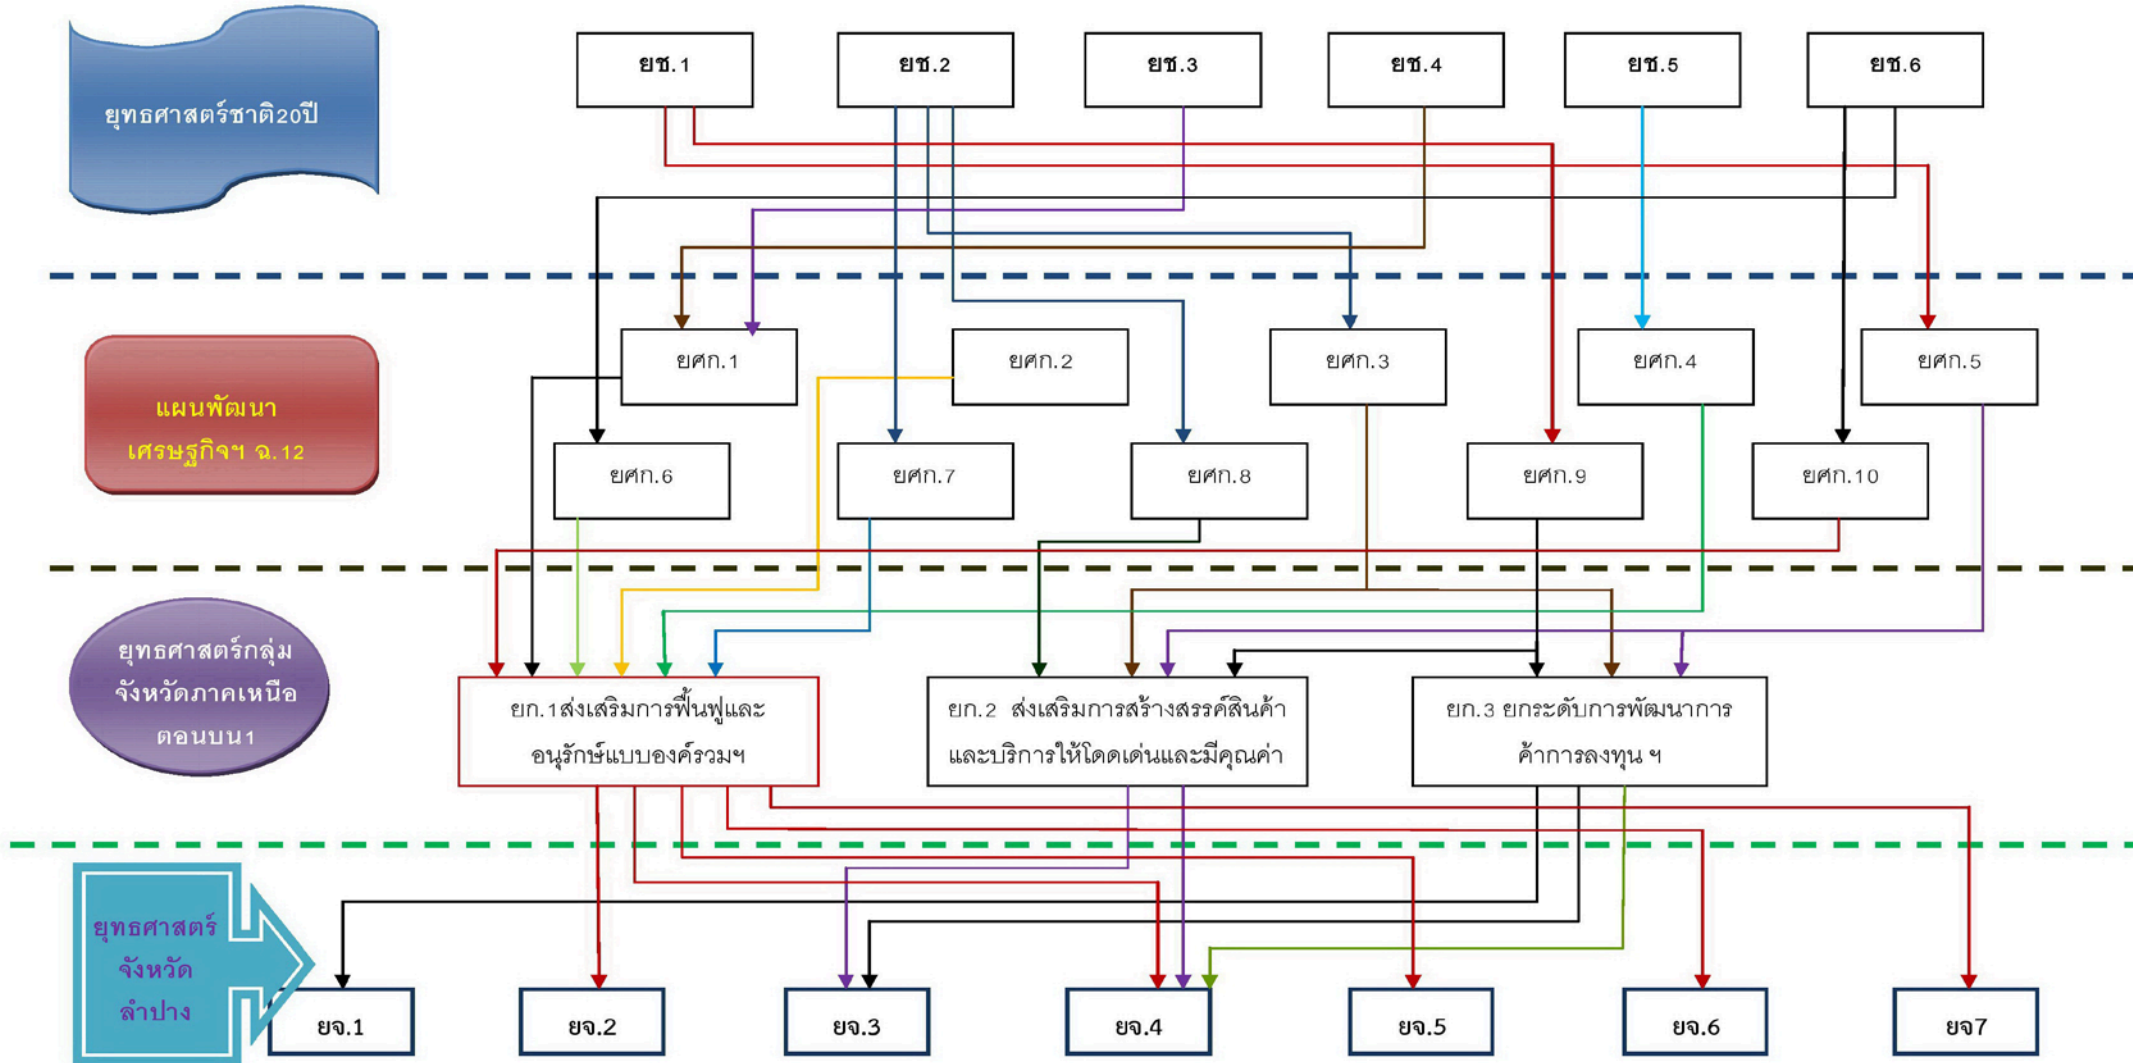 ยุทธศาสตร์ชาติ20ปี
ยช.1
ยช.2
ยช.3
ยช.4
ยช.5
ยช.6
แผนพัฒนา
เศรษฐกิจฯ ฉ.12
ยศก.1
ยศก.2
ยศก.3
ยศก.4
ยศก.5
ยศก.6
ยศก.7
ยศก.8
ยศก.9
ยศก.10
ยุทธศาสตร์กลุ่ม
จังหวัดภาคเหนือ
ตอนบน1
ยก.1ส่งเสริมการฟื้นฟูและ
อนุรักษ์แบบองค์รวมฯ
ยก.2 ส่งเสริมการสร้างสรรค์สินค้า
และบริการให้โดดเด่นและมีคุณค่า
ยก.3 ยกระดับการพัฒนาการ
ค้าการลงทุน ฯ
ยุทธศาสตร์
จังหวัด
ลำปาง
ยจ.1
ยจ.2
ยจ.3
ยจ.4
ยจ.5
ยจ.6
ยจ7